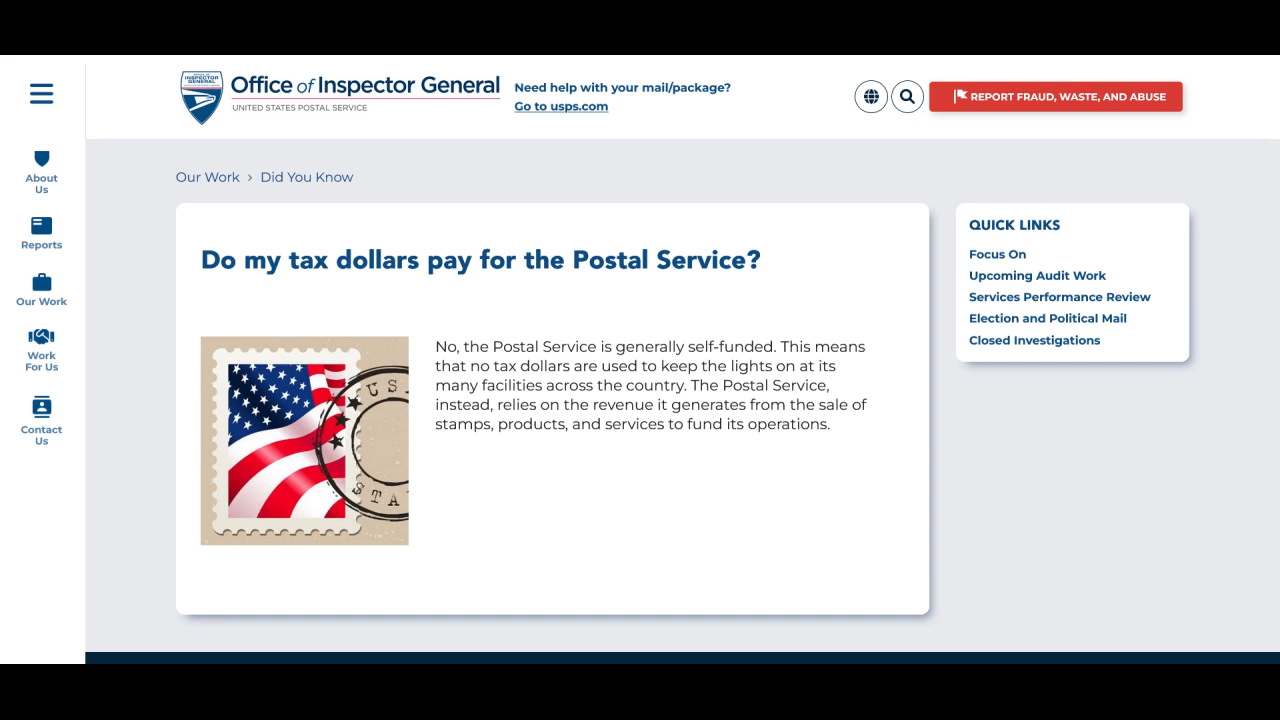 OFFICE OF
INSPECTOR
GENERAL
Office of Inspector General
UNITED STATES POSTAL SERVICE
Need help with your mail/package?
Go to usps.com
REPORT FRAUD, WASTE, AND ABUSE
About
Us
Reports
Our Work
Work
For Us
Contact
Us
Our Work > Did You Know
Do my tax dollars pay for the Postal Service?
No, the Postal Service is generally self-funded. This means
that no tax dollars are used to keep the lights on at its
many facilities across the country. The Postal Service,
instead, relies on the revenue it generates from the sale of
stamps, products, and services to fund its operations.
US
STA
QUICK LINKS
Focus On
Upcoming Audit Work
Services Performance Review
Election and Political Mail
Closed Investigations